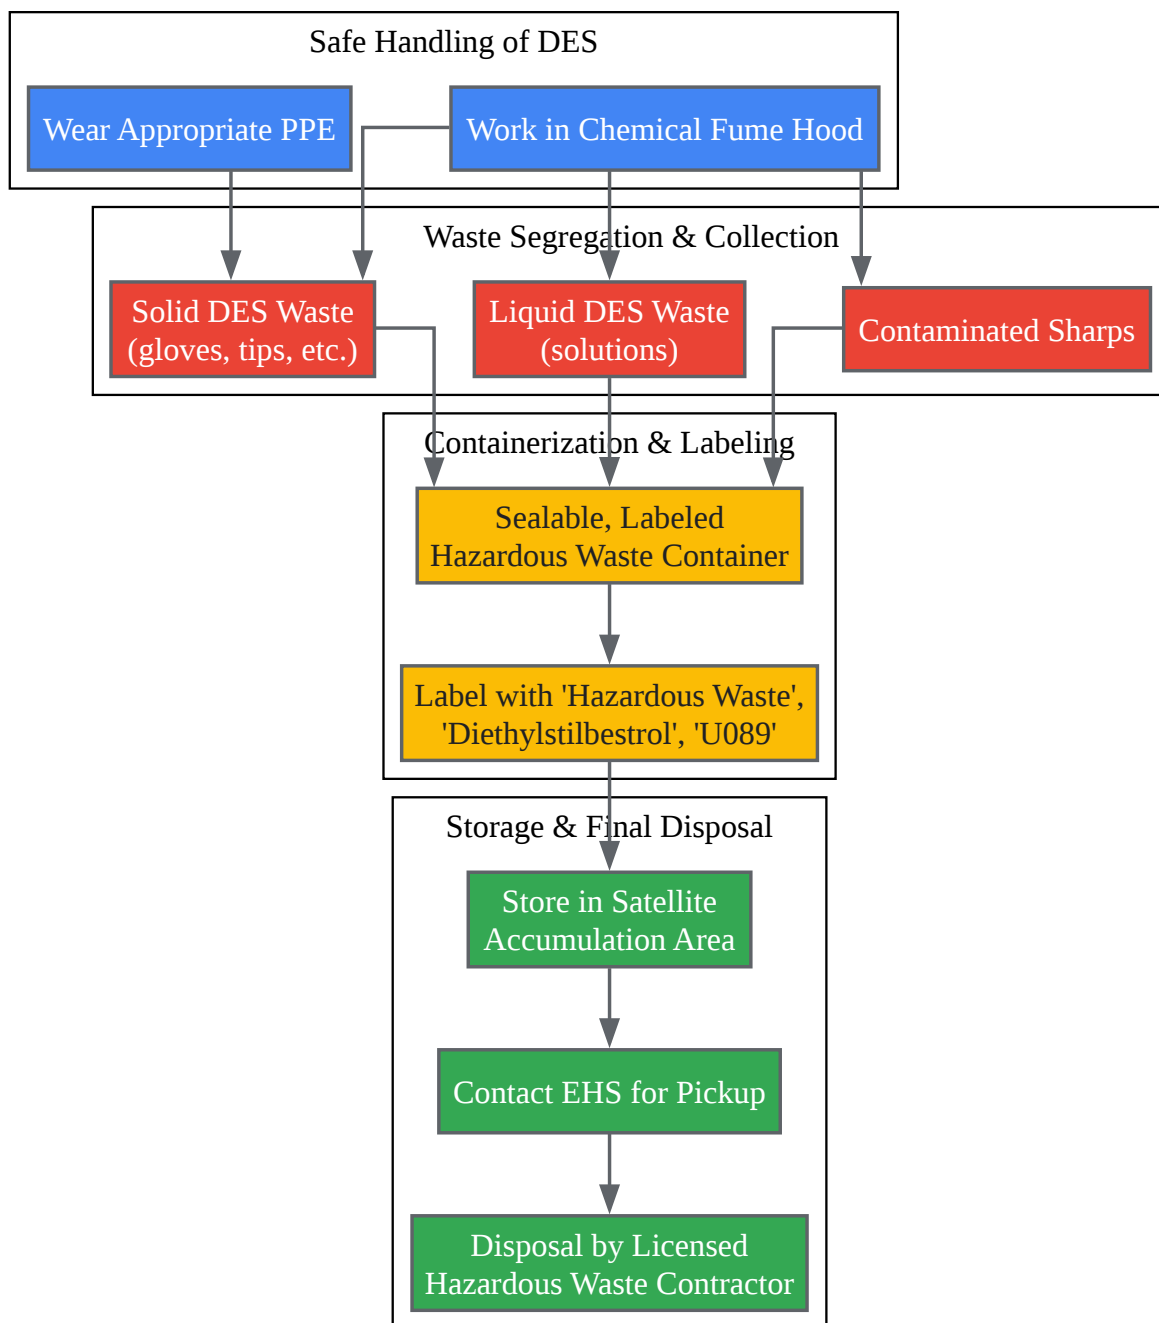 Safe Handling of DES
Wear Appropriate PPE
Work in Chemical Fume Hood
Waste Segregation & Collection
Solid DES Waste
(gloves, tips, etc.)
Liquid DES Waste
(solutions)
Contaminated Sharps
Containerization & Labeling
Sealable, Labeled
Hazardous Waste Container
Label with 'Hazardous Waste',
'Diethylstilbestrol', 'U089'
Storage & Final Disposal
Store in Satellite
Accumulation Area
Contact EHS for Pickup
Disposal by Licensed
Hazardous Waste Contractor